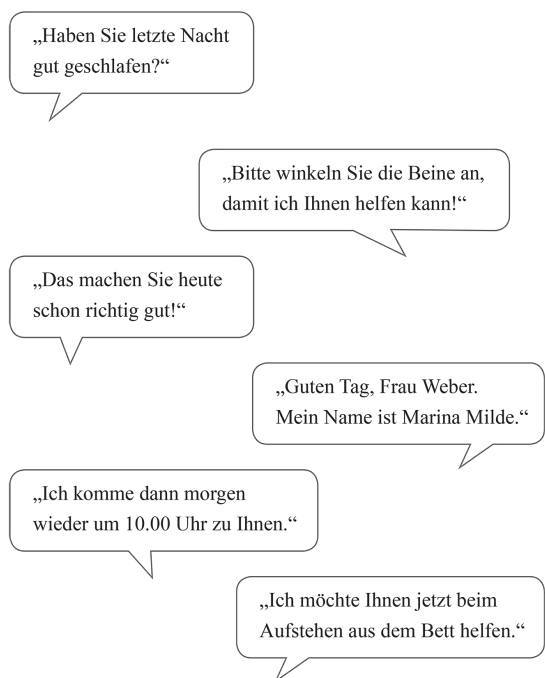 „Haben Sie letzte Nacht
gut geschlafen?“
„Bitte winkeln Sie die Beine an,
damit ich Ihnen helfen kann!“
„Das machen Sie heute
schon richtig gut!“
„Guten Tag, Frau Weber.
Mein Name ist Marina Milde.“
„Ich komme dann morgen
wieder um 10.00 Uhr zu Ihnen.“
„Ich möchte Ihnen jetzt beim
Aufstehen aus dem Bett helfen.“